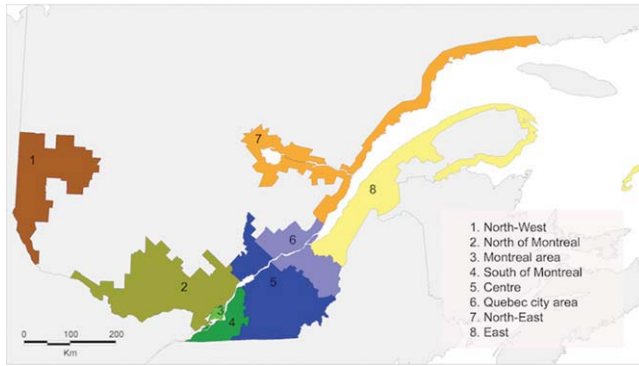 1
7
8
6
5
2
3
4
1. North-West
2. North of Montreal
3. Montreal area
4. South of Montreal
5. Centre
6. Quebec city area
7. North-East
8. East
0 100 200
Km